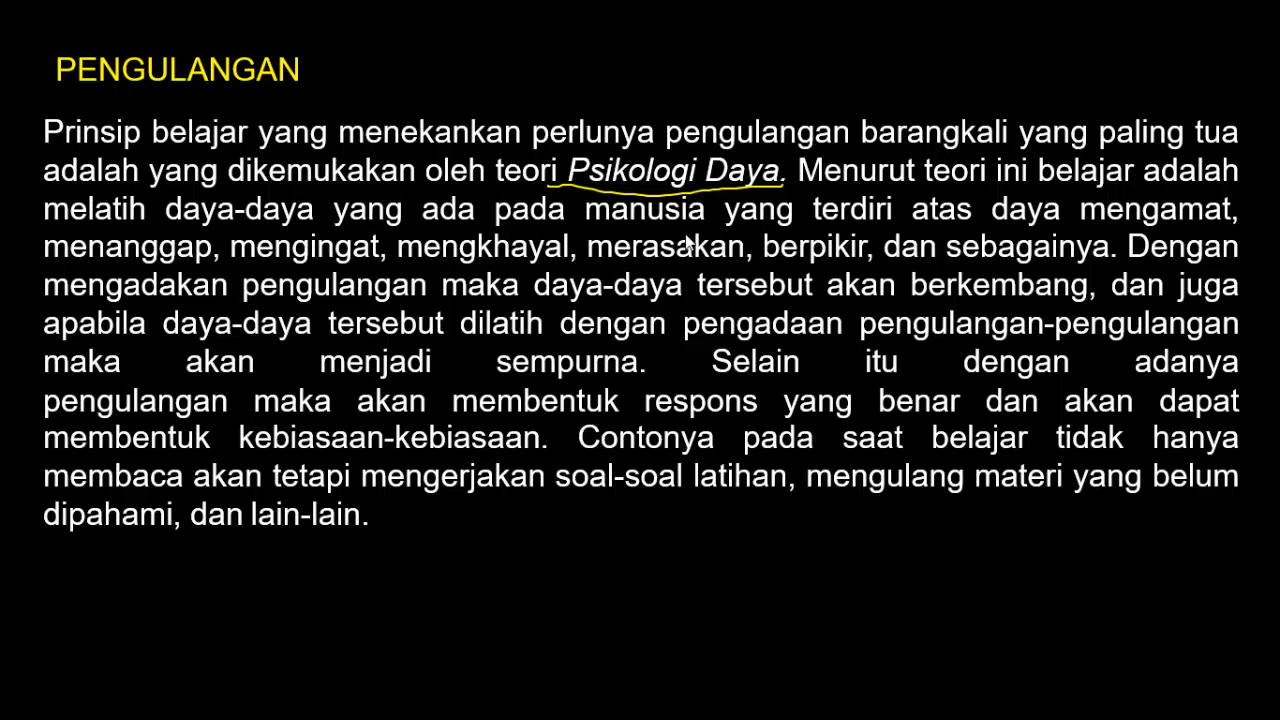 PENGULANGAN
Prinsip belajar yang menekankan perlunya pengulangan barangkali yang paling tua
adalah yang dikemukakan oleh teori Psikologi Daya. Menurut teori ini belajar adalah
melatih daya-daya yang ada pada manusia yang terdiri atas daya mengamat,
menanggap, mengingat, mengkhayal, merasakan, berpikir, dan sebagainya. Dengan
mengadakan pengulangan maka daya-daya tersebut akan berkembang, dan juga
apabila daya-daya tersebut dilatih dengan pengadaan pengulangan-pengulangan
maka akan menjadi sempurna. Selain itu dengan adanya
pengulangan maka akan membentuk respons yang benar dan akan dapat
membentuk kebiasaan-kebiasaan. Contonya pada saat belajar tidak hanya
membaca akan tetapi mengerjakan soal-soal latihan, mengulang materi yang belum
dipahami, dan lain-lain.